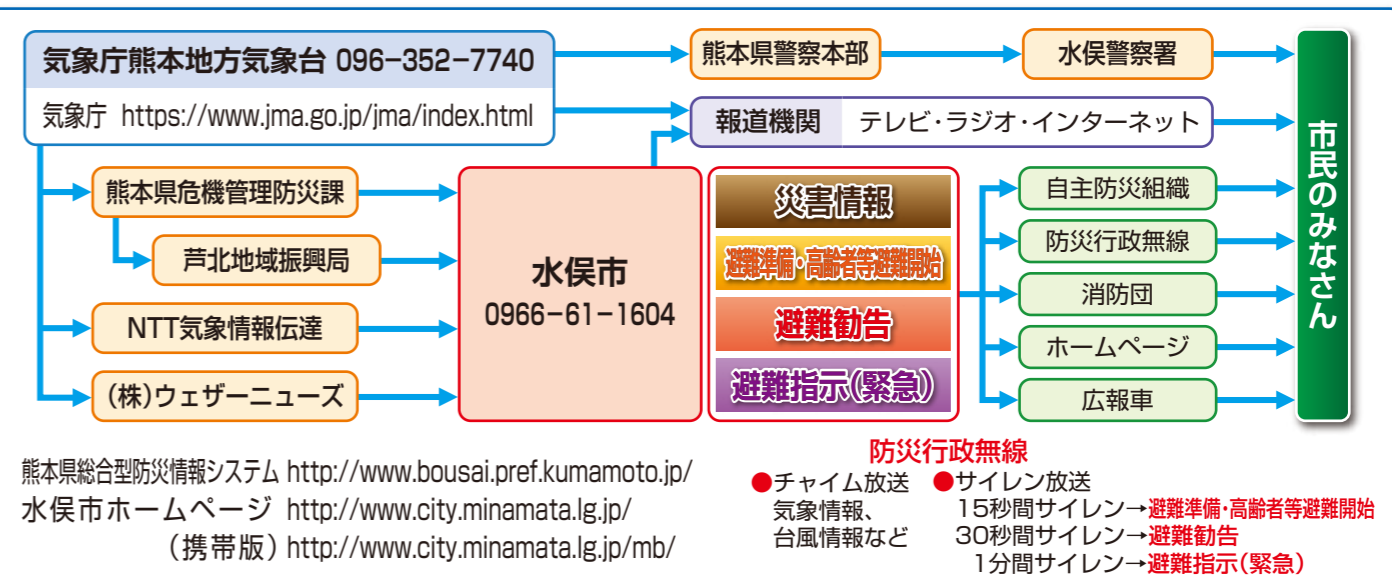 気象庁熊本地方気象台 096−352−7740
気象庁 https://www.jma.go.jp/jma/index.html
熊本県警察本部
水俣警察署
報道機関 テレビ・ラジオ・インターネット
市民のみなさん
熊本県危機管理防災課
芦北地域振興局
NTT気象情報伝達
(株)ウェザーニューズ
水俣市
0966−61−1604
災害情報
避難準備・高齢者等避難開始
避難勧告
避難指示(緊急)
自主防災組織
防災行政無線
消防団
ホームページ
広報車
熊本県総合型防災情報システム http://www.bousai.pref.kumamoto.jp/
水俣市ホームページ http://www.city.minamata.lg.jp/
(携帯版) http://www.city.minamata.lg.jp/mb/
防災行政無線
●チャイム放送
気象情報、
台風情報など
●サイレン放送
15秒間サイレン→避難準備・高齢者等避難開始
30秒間サイレン→避難勧告
1分間サイレン→避難指示(緊急)